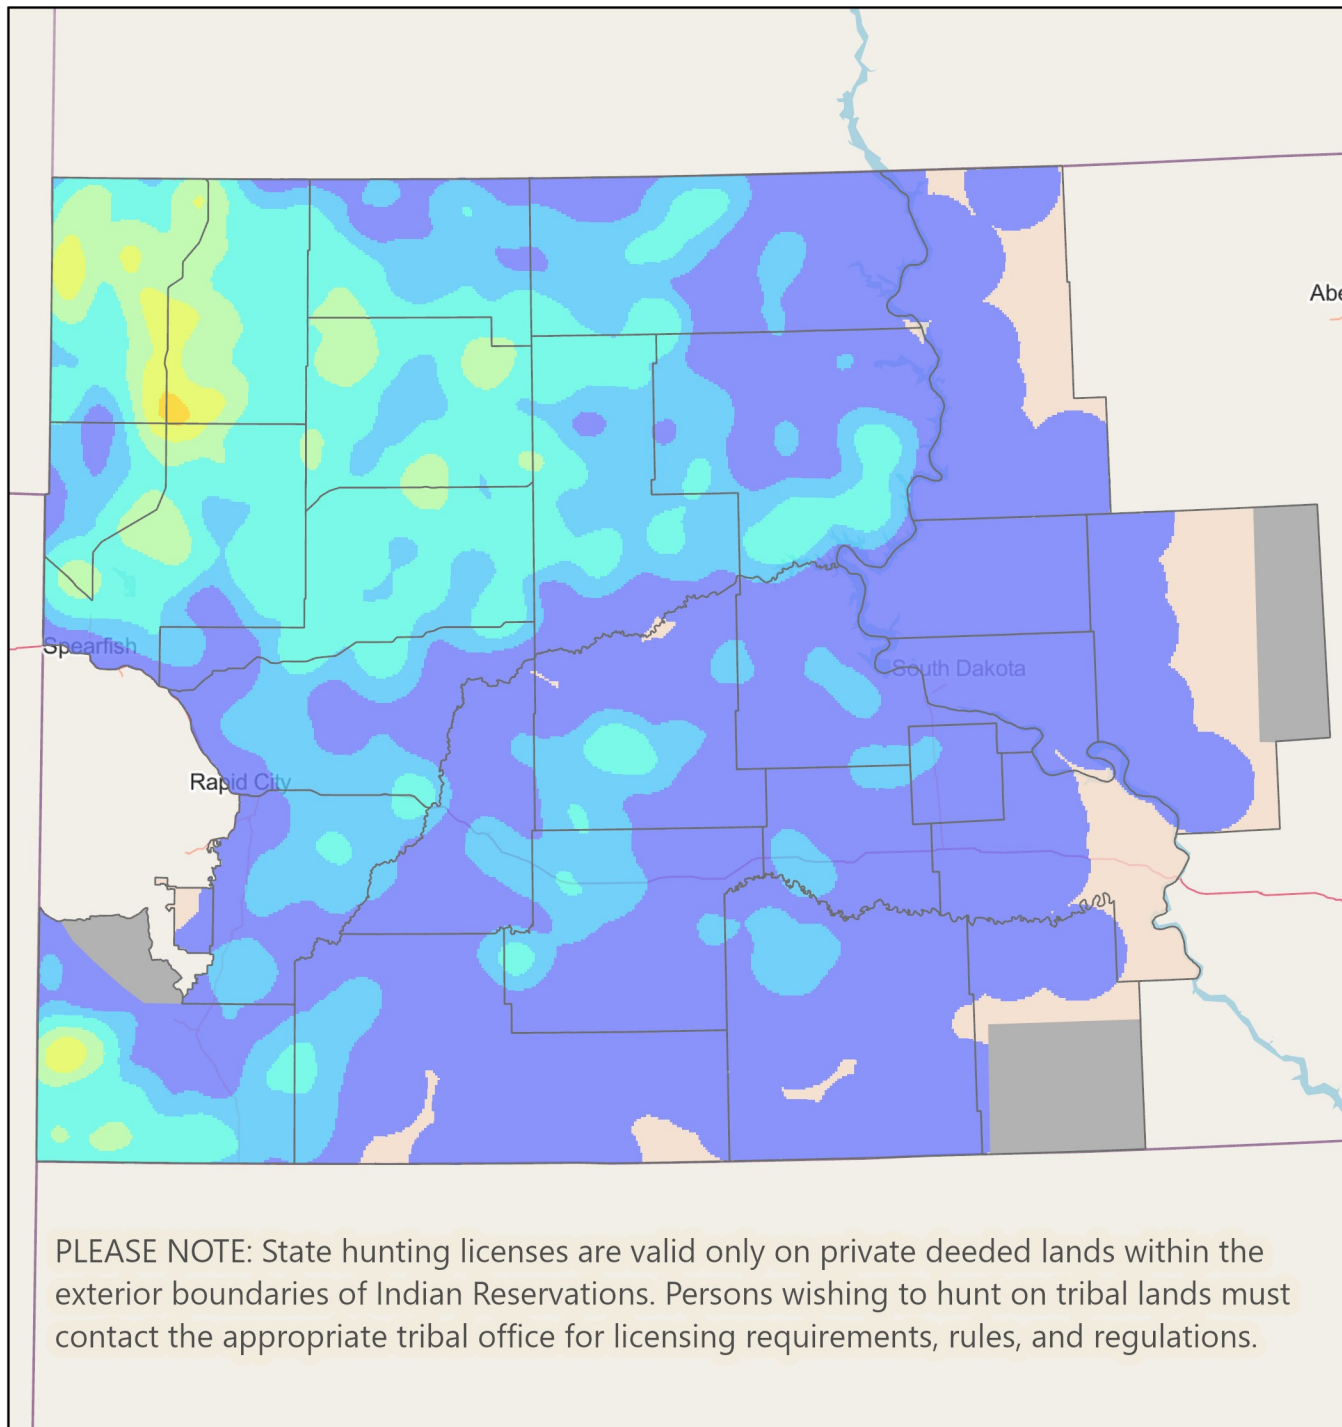 Abe
Spearfish
South Dakota
Rapid City
PLEASE NOTE: State hunting licenses are valid only on private deeded lands within the
exterior boundaries of Indian Reservations. Persons wishing to hunt on tribal lands must
contact the appropriate tribal office for licensing requirements, rules, and regulations.